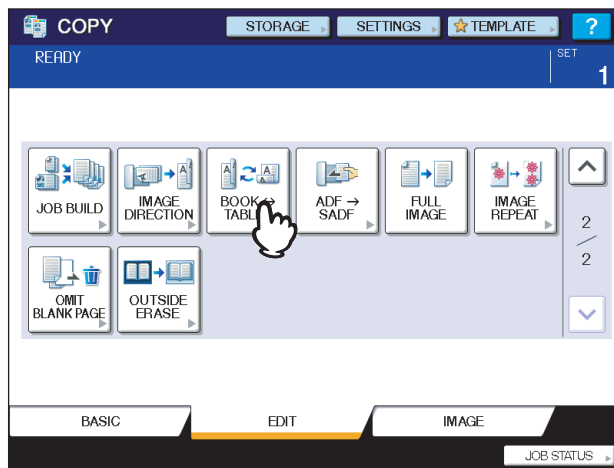 COPY
STORAGE
SETTINGS
TEMPLATE
?
READY
SET
1
JOB BUILD
IMAGE
DIRECTION
BOOK ↔
TABL
ADF →
SADF
FULL
IMAGE
IMAGE
REPEAT
2
2
OMIT
BLANK PAGE
OUTSIDE
ERASE
BASIC
EDIT
IMAGE
JOB STATUS